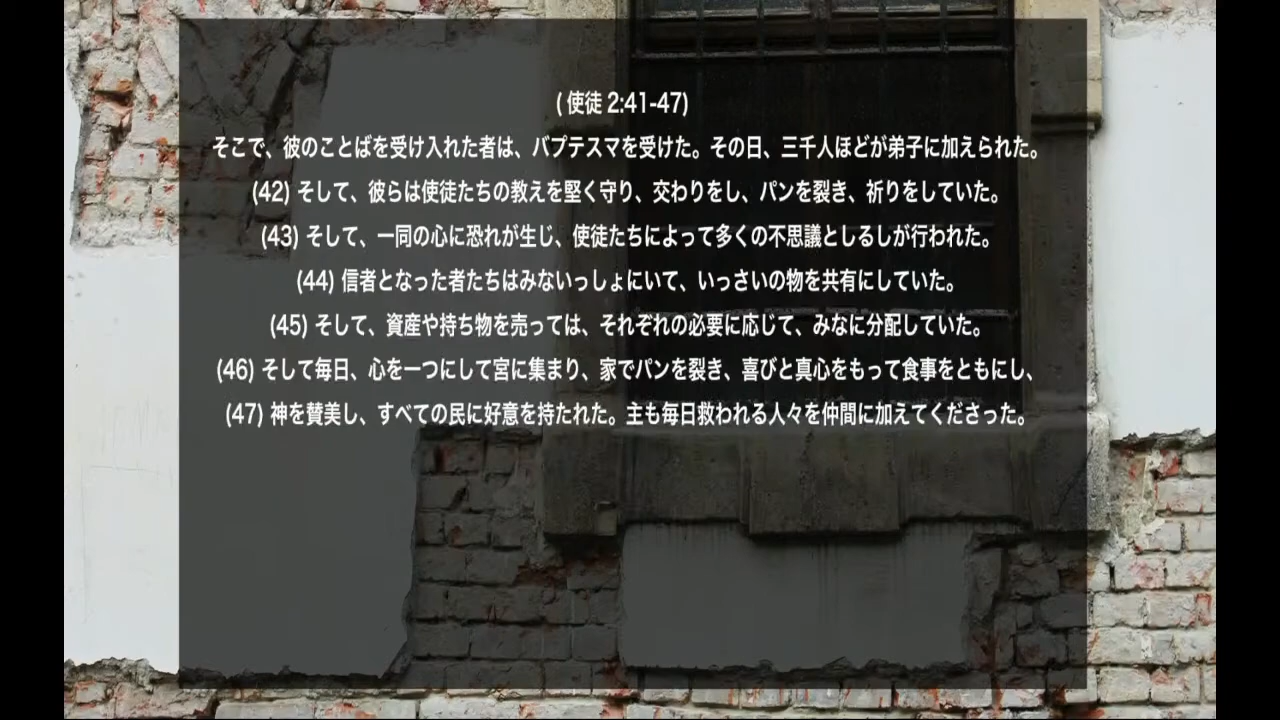 ( 使徒 2:41-47)
そこで、彼のことばを受け入れた者は、バプテスマを受けた。その日、三千人ほどが弟子に加えられた。
(42) そして、彼らは使徒たちの教えを堅く守り、交わりをし、パンを裂き、祈りをしていた。
(43) そして、一同の心に恐れが生じ、使徒たちによって多くの不思議としるしが行われた。
(44) 信者となった者たちはみないっしょにいて、いっさいの物を共有にしていた。
(45) そして、資産や持ち物を売っては、それぞれの必要に応じて、みなに分配していた。
(46) そして毎日、心を一つにして宮に集まり、家でパンを裂き、喜びと真心をもって食事をともにし、
(47) 神を賛美し、すべての民に好意を持たれた。主も毎日救われる人々を仲間に加えてくださった。